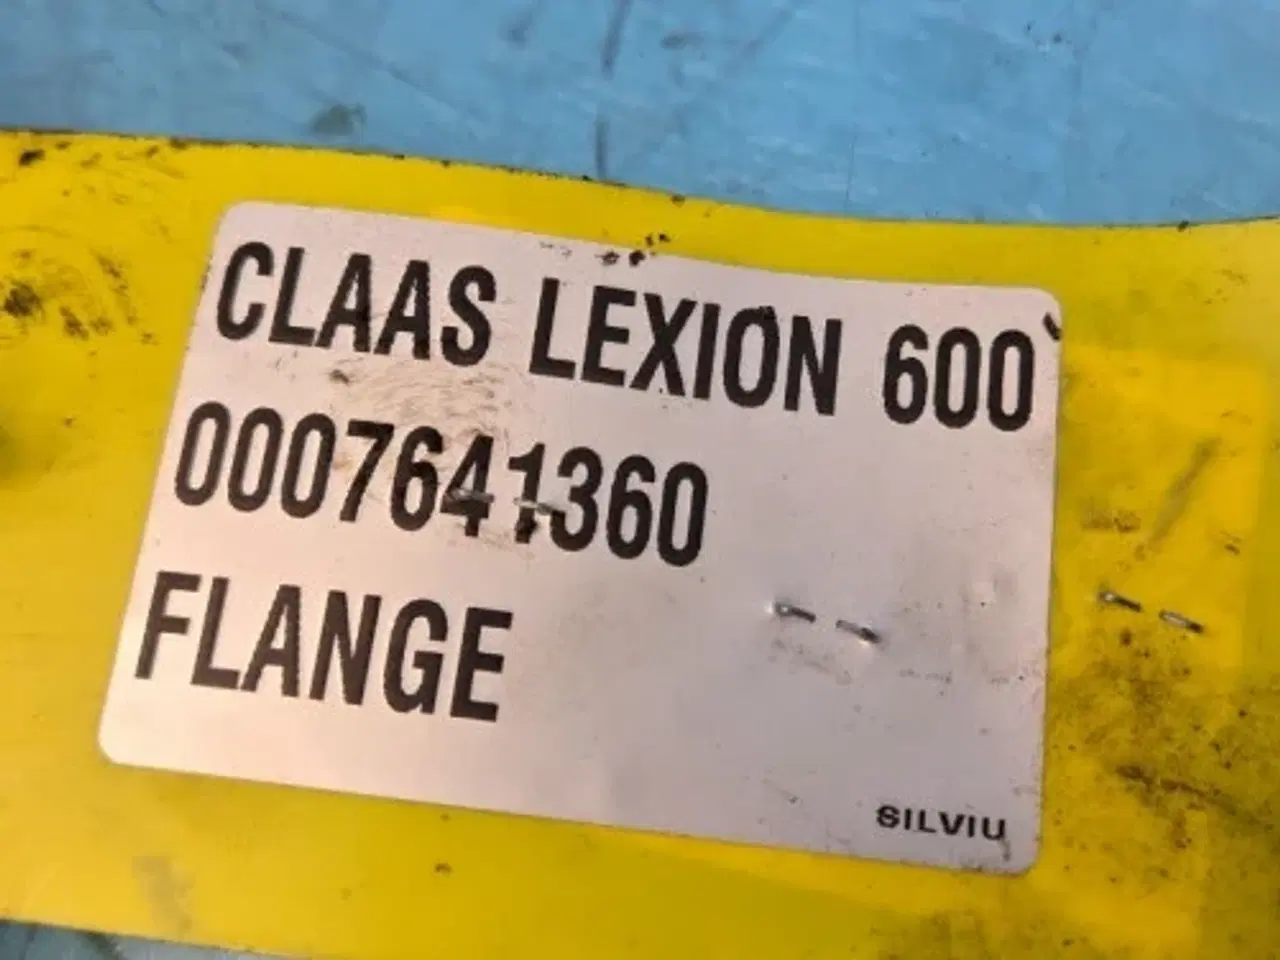 CLAAS LEXION 600
0007641360
FLANGE
SILVIU